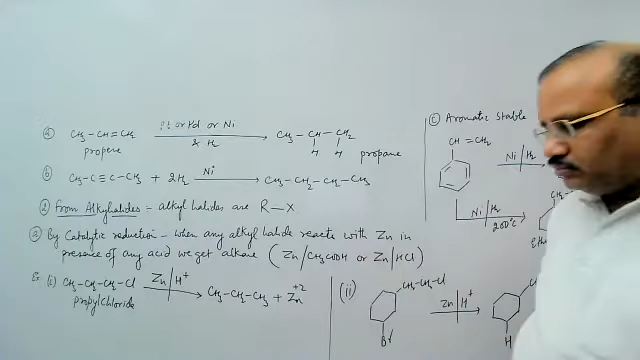 ⓐ CH₃-CH=CH₂ Pt or Pd or Ni CH₃-CH-CH₂
propene 2x H₂ H H propane
ⓑ CH₃-C≡C-CH₃ + 2H₂ Ni CH₃-CH₂-CH₂-CH₃
② From Alkylhalides - alkyl halides are R—X
ⓐ By Catalytic reduction - when any alkyl halide reacts with Zn in
presence of any acid we get alkane (Zn/CH₃COOH or Zn/HCl)
Ex (i) CH₃-CH₂-CH₂-Cl Zn/H⁺ CH₃-CH₂-CH₃ + Zn⁺²
propylchloride
ⓒ Aromatic stable
CH=CH₂
Ni/H₂
Ni/H₂
200°C
(ii) CH₂-CH₂-Cl
Zn/H⁺
Br
H